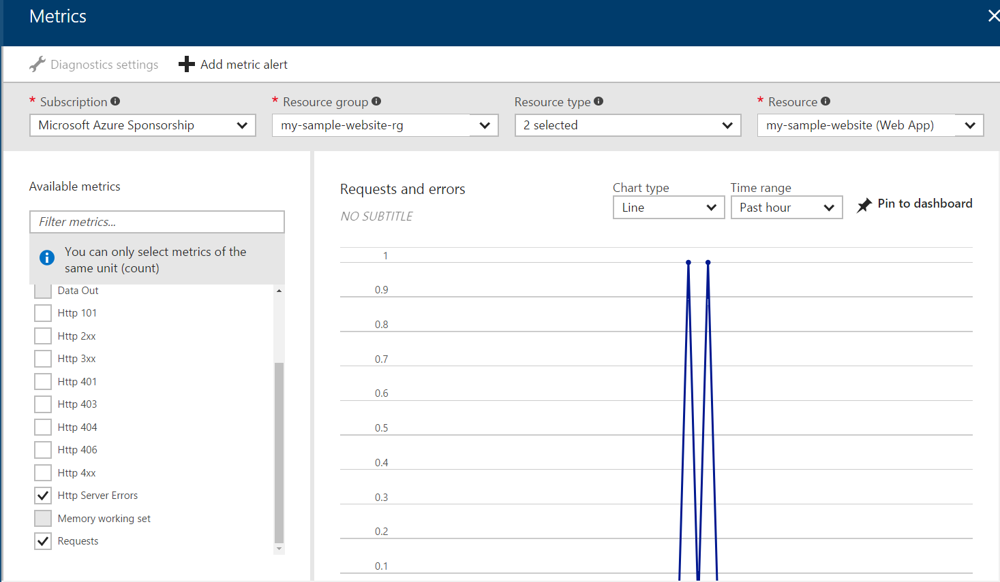 Metrics
Diagnostics settings
Add metric alert
* Subscription
* Resource group
Resource type
* Resource
Microsoft Azure Sponsorship
my-sample-website-rg
2 selected
my-sample-website (Web App)
Available metrics
Filter metrics...
You can only select metrics of the
same unit (count)
Data Out
Http 101
Http 2xx
Http 3xx
Http 401
Http 403
Http 404
Http 406
Http 4xx
Http Server Errors
Memory working set
Requests
Requests and errors
NO SUBTITLE
Chart type
Line
Time range
Past hour
Pin to dashboard
1
0.9
0.8
0.7
0.6
0.5
0.4
0.3
0.2
0.1